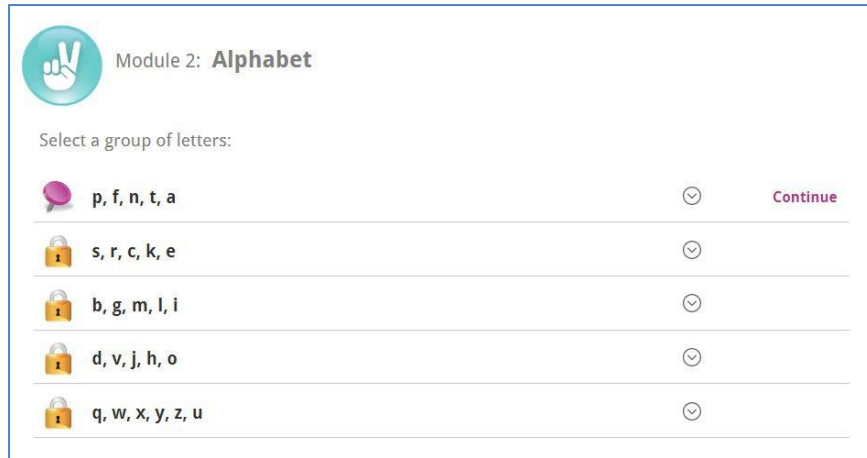 Module 2: Alphabet
Select a group of letters:
p, f, n, t, a Continue
s, r, c, k, e
b, g, m, l, i
d, v, j, h, o
q, w, x, y, z, u